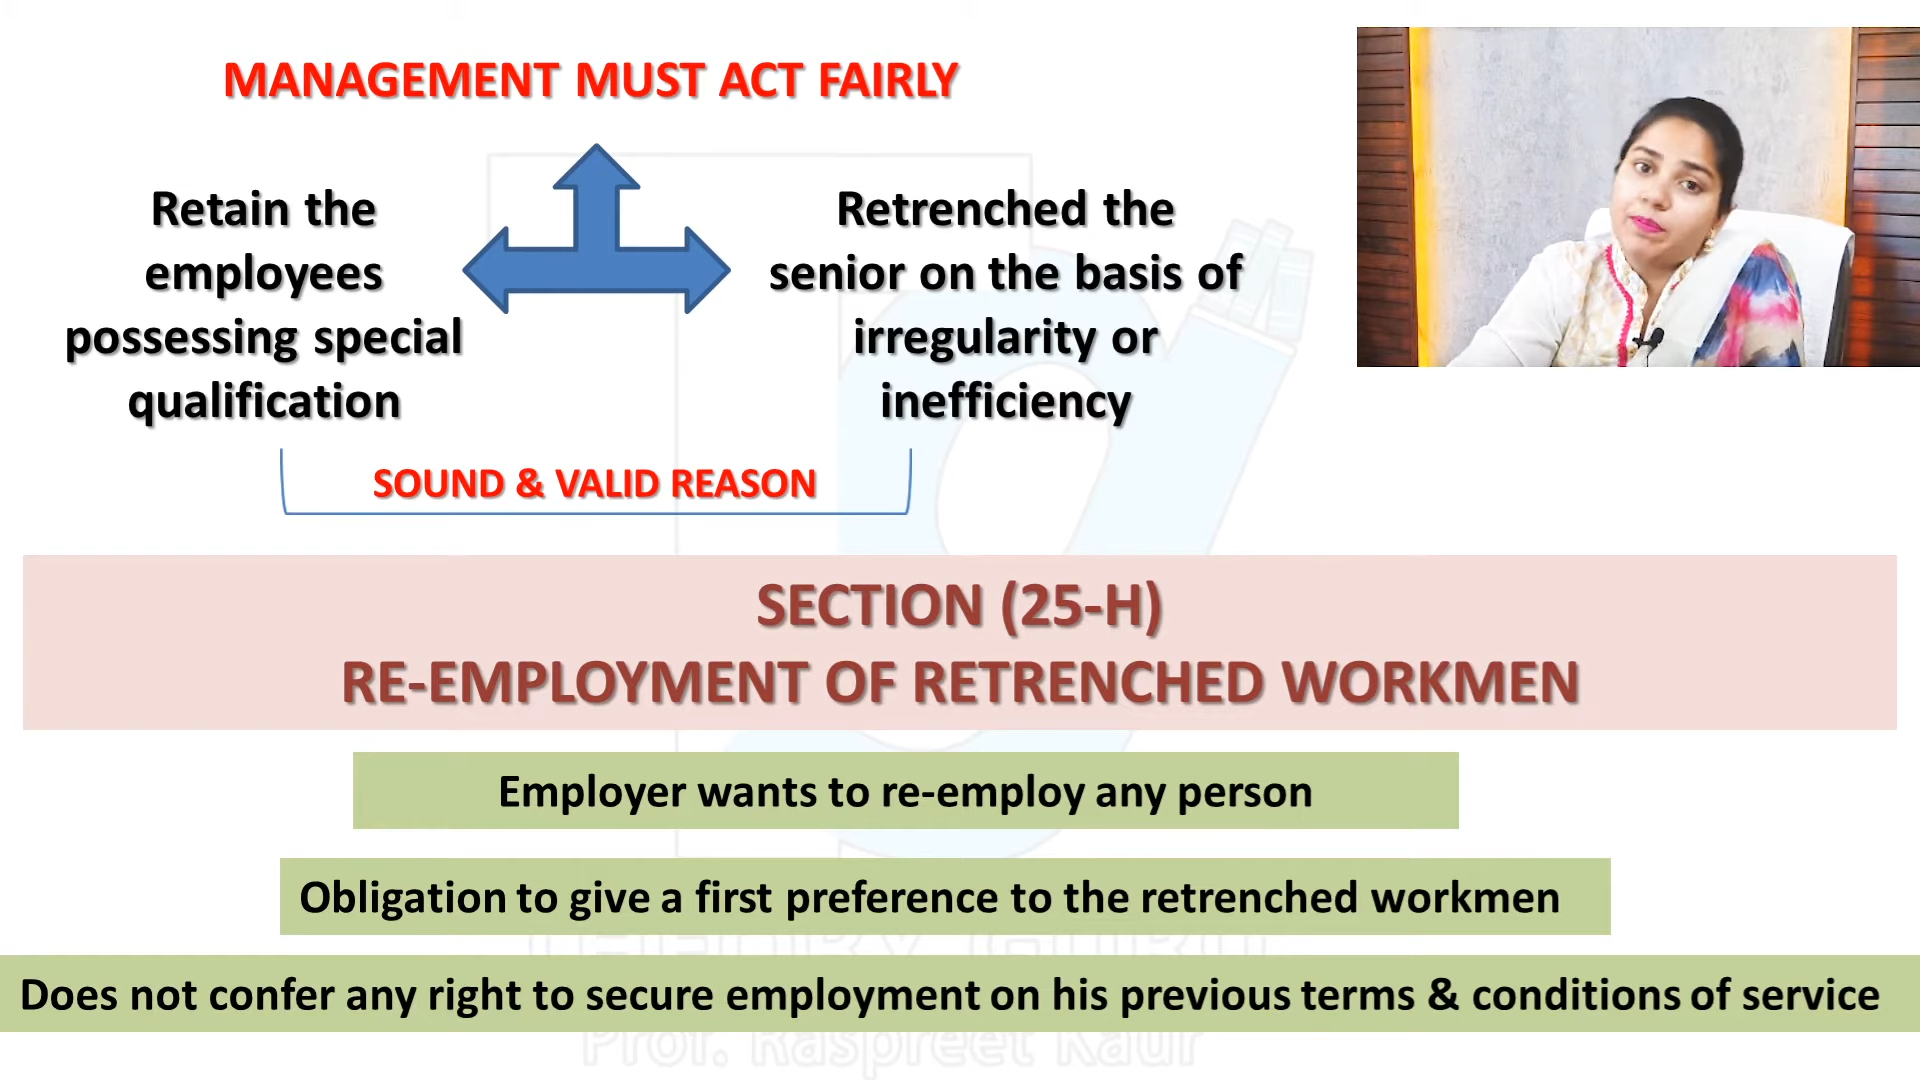 MANAGEMENT MUST ACT FAIRLY
Retain the
employees
possessing special
qualification
Retrenched the
senior on the basis of
irregularity or
inefficiency
SOUND & VALID REASON
SECTION (25-H)
RE-EMPLOYMENT OF RETRENCHED WORKMEN
Employer wants to re-employ any person
Obligation to give a first preference to the retrenched workmen
Does not confer any right to secure employment on his previous terms & conditions of service
Prof. Raspreet Kaur